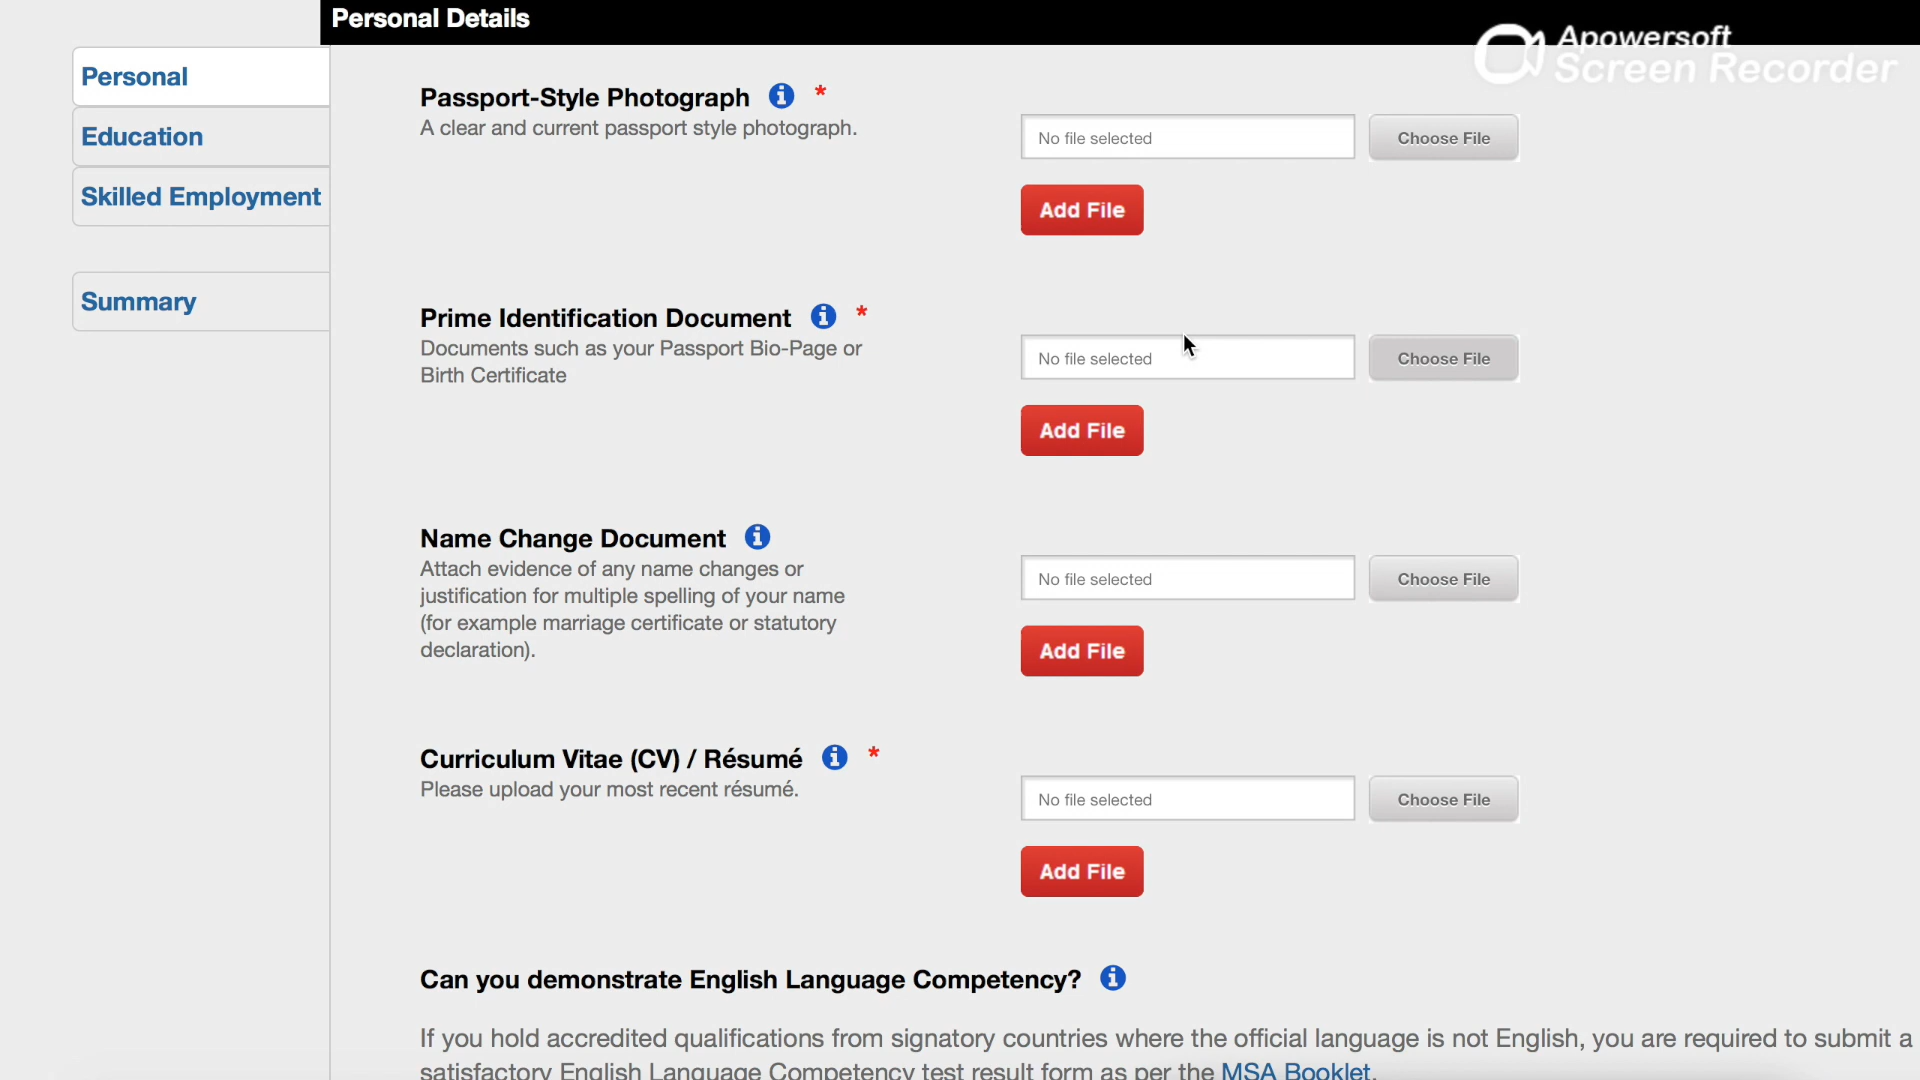 Personal Details
Apowersoft
Screen Recorder
Personal
Education
Skilled Employment
Summary
Passport-Style Photograph *
A clear and current passport style photograph.
No file selected
Choose File
Add File
Prime Identification Document *
Documents such as your Passport Bio-Page or
Birth Certificate
No file selected
Choose File
Add File
Name Change Document
Attach evidence of any name changes or
justification for multiple spelling of your name
(for example marriage certificate or statutory
declaration).
No file selected
Choose File
Add File
Curriculum Vitae (CV) / Résumé *
Please upload your most recent résumé.
No file selected
Choose File
Add File
Can you demonstrate English Language Competency?
If you hold accredited qualifications from signatory countries where the official language is not English, you are required to submit a
satisfactory English Language Competency test result form as per the MSA Booklet.